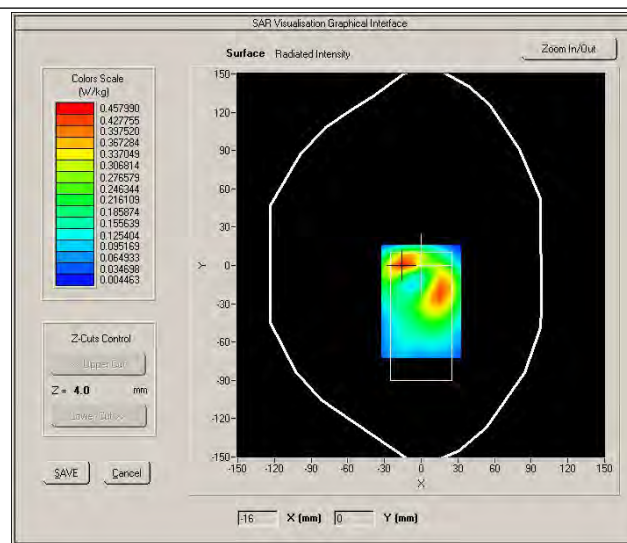 SAR Visualisation Graphical Interface
Surface Radiated Intensity
Zoom In/Out
Colors Scale
(W/kg)
0.457990
0.427755
0.397520
0.367284
0.337049
0.306814
0.276579
0.246344
0.216109
0.185874
0.155639
0.125404
0.095169
0.064933
0.034698
0.004463
Z-Cuts Control
Upper Cut
Z = 4.0 mm
SAVE Cancel
150
120
90
60
30
0
-30
-60
-90
-120
-150
Y
-150 -120 -90 -60 -30 0 30 60 90 120 150
X
-16 X (mm) 0 Y (mm)